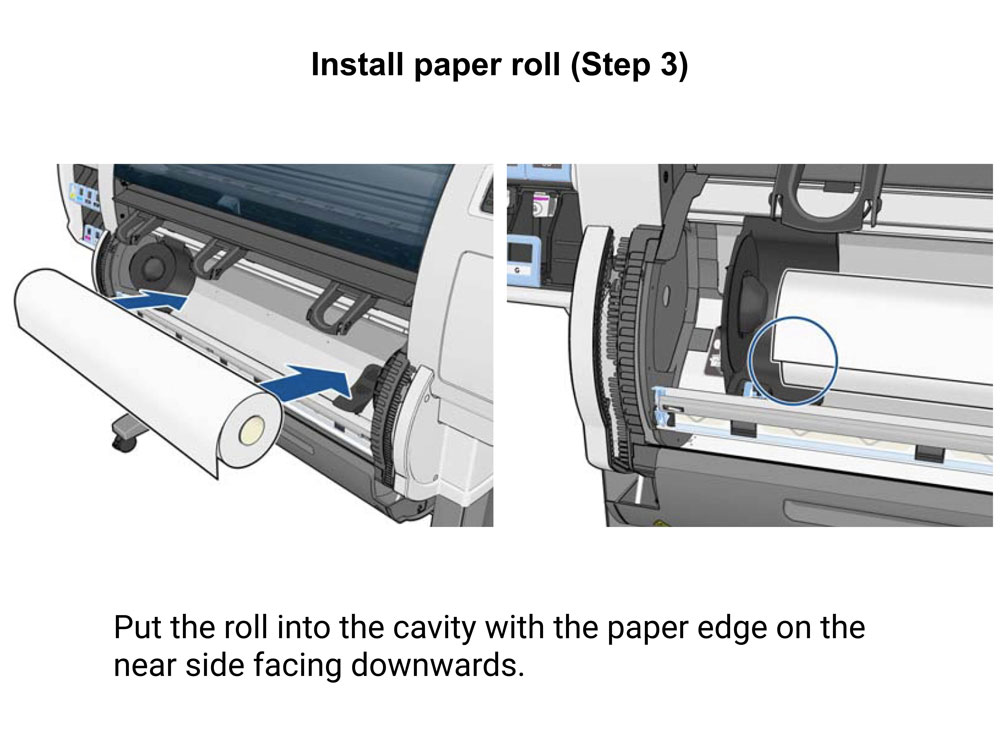 Install paper roll (Step 3)
G
Put the roll into the cavity with the paper edge on the
near side facing downwards.